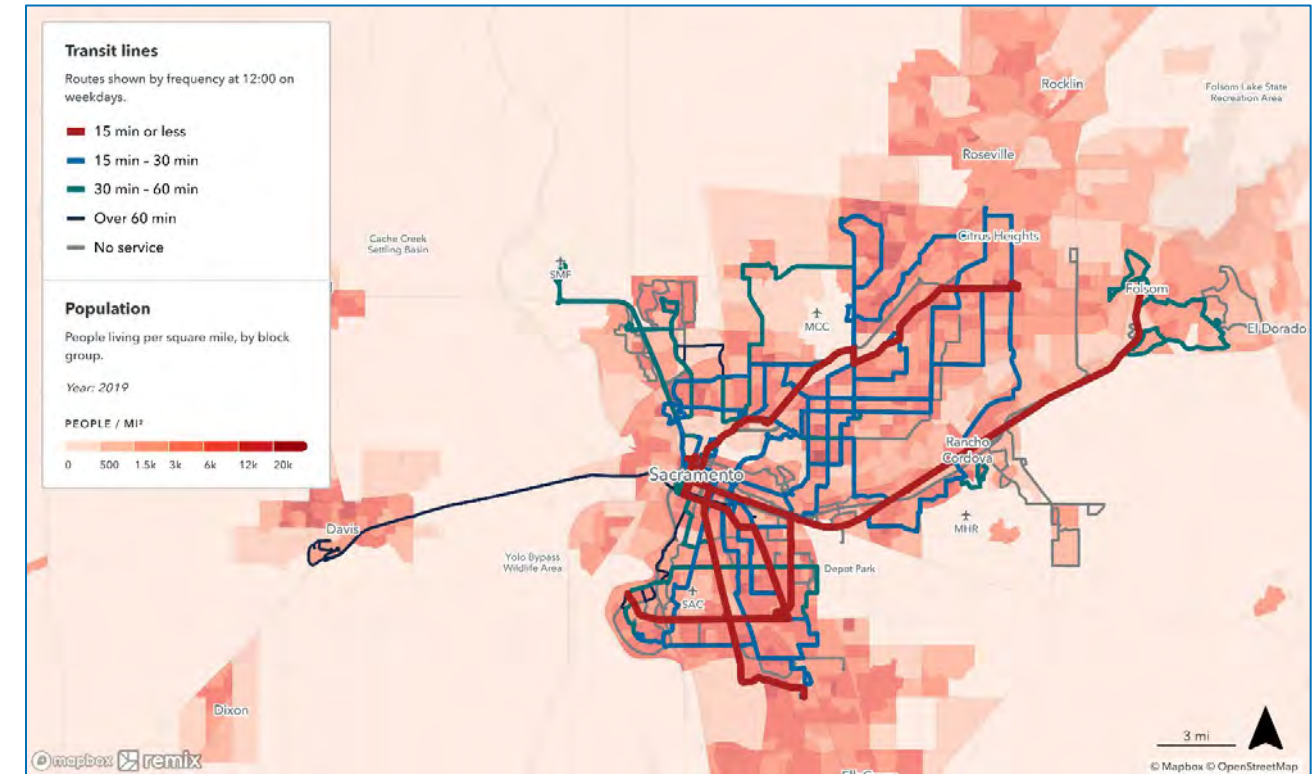 Transit lines
Routes shown by frequency at 12:00 on
weekdays.
15 min or less
15 min - 30 min
30 min - 60 min
Over 60 min
No service
Population
People living per square mile, by block
group.
Year: 2019
PEOPLE / MI²
0 500 1.5k 3k 6k 12k 20k
Rocklin
Folsom Lake State
Recreation Area
Roseville
Cache Creek
Settling Basin
Citrus Heights
SMF
Folsom
MCC
El Dorado
Rancho
Cordova
Sacramento
Davis
MHR
Yolo Bypass
Wildlife Area
Depot Park
SAC
Dixon
3 mi
mapbox remix
© Mapbox © OpenStreetMap